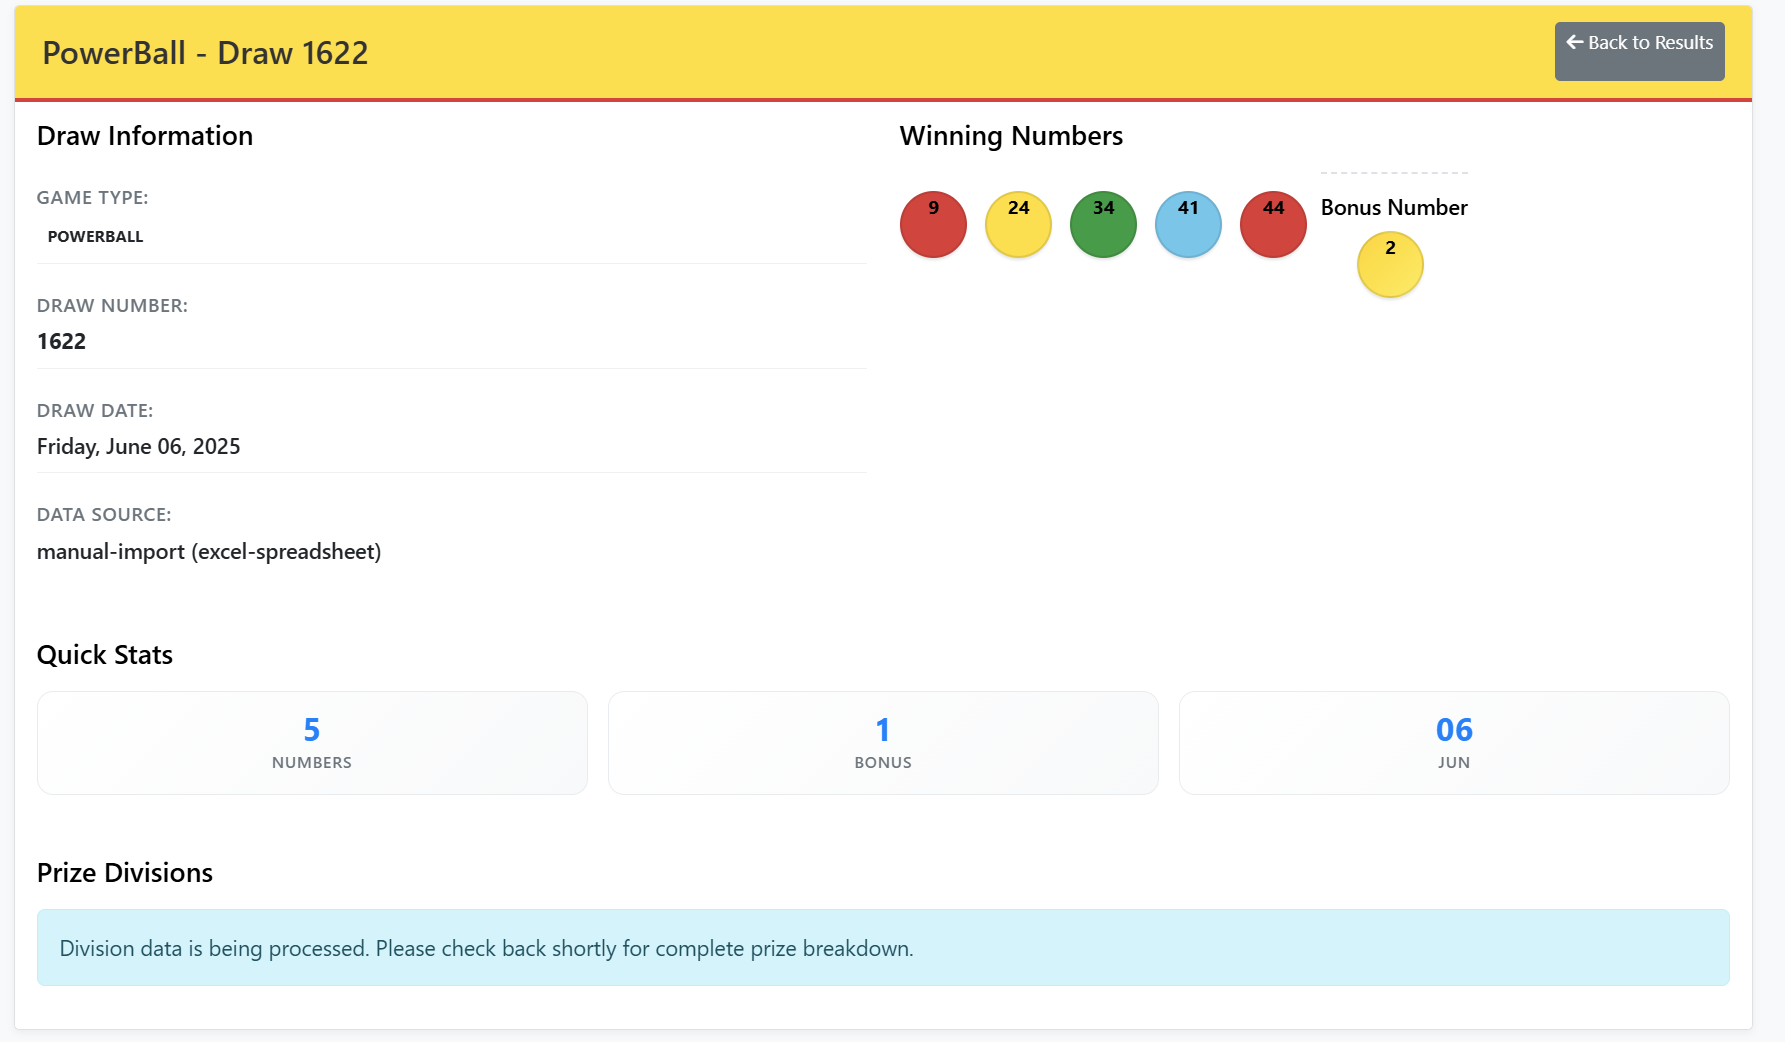 PowerBall - Draw 1622
Back to Results
Draw Information
GAME TYPE:
POWERBALL
DRAW NUMBER:
1622
DRAW DATE:
Friday, June 06, 2025
DATA SOURCE:
manual-import (excel-spreadsheet)
Winning Numbers
9 24 34 41 44
Bonus Number
2
Quick Stats
5
NUMBERS
1
BONUS
06
JUN
Prize Divisions
Division data is being processed. Please check back shortly for complete prize breakdown.